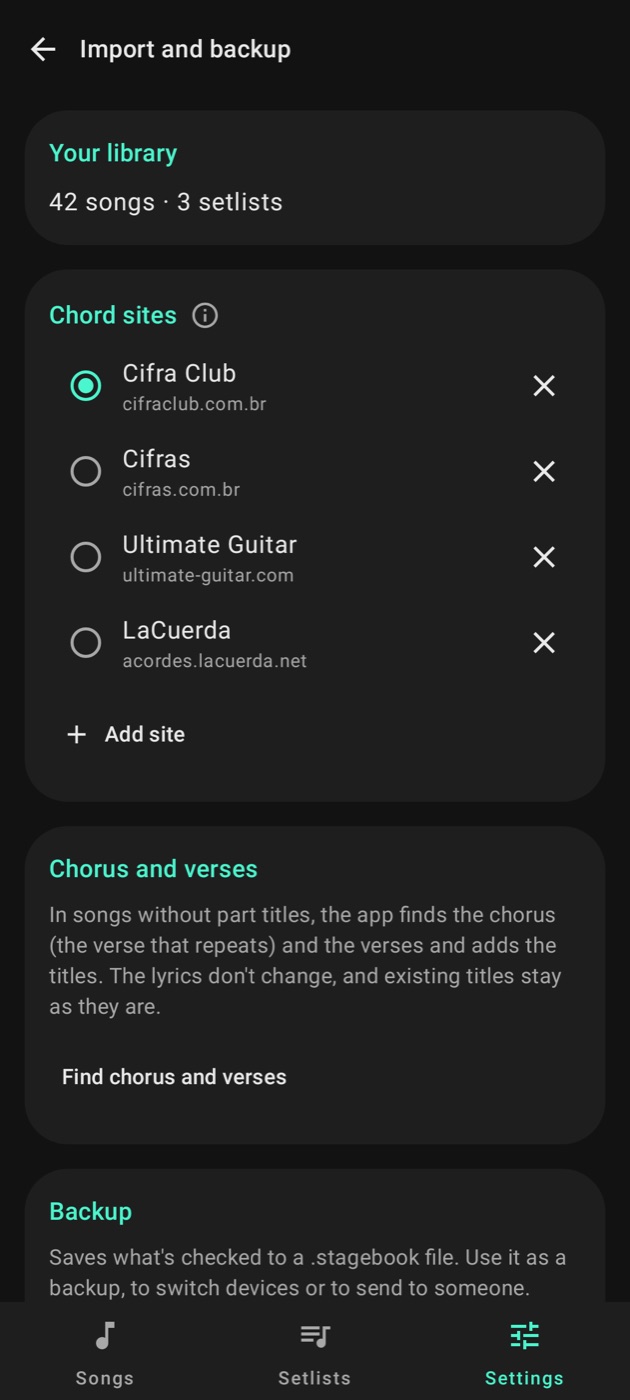 Import and backup
Your library
42 songs · 3 setlists
Chord sites
Cifra Club
cifraclub.com.br
Cifras
cifras.com.br
Ultimate Guitar
ultimate-guitar.com
LaCuerda
acordes.lacuerda.net
Add site
Chorus and verses
In songs without part titles, the app finds the chorus
(the verse that repeats) and the verses and adds the
titles. The lyrics don't change, and existing titles stay
as they are.
Find chorus and verses
Backup
Saves what's checked to a .stagebook file. Use it as a
backup, to switch devices or to send to someone.
Songs
Setlists
Settings